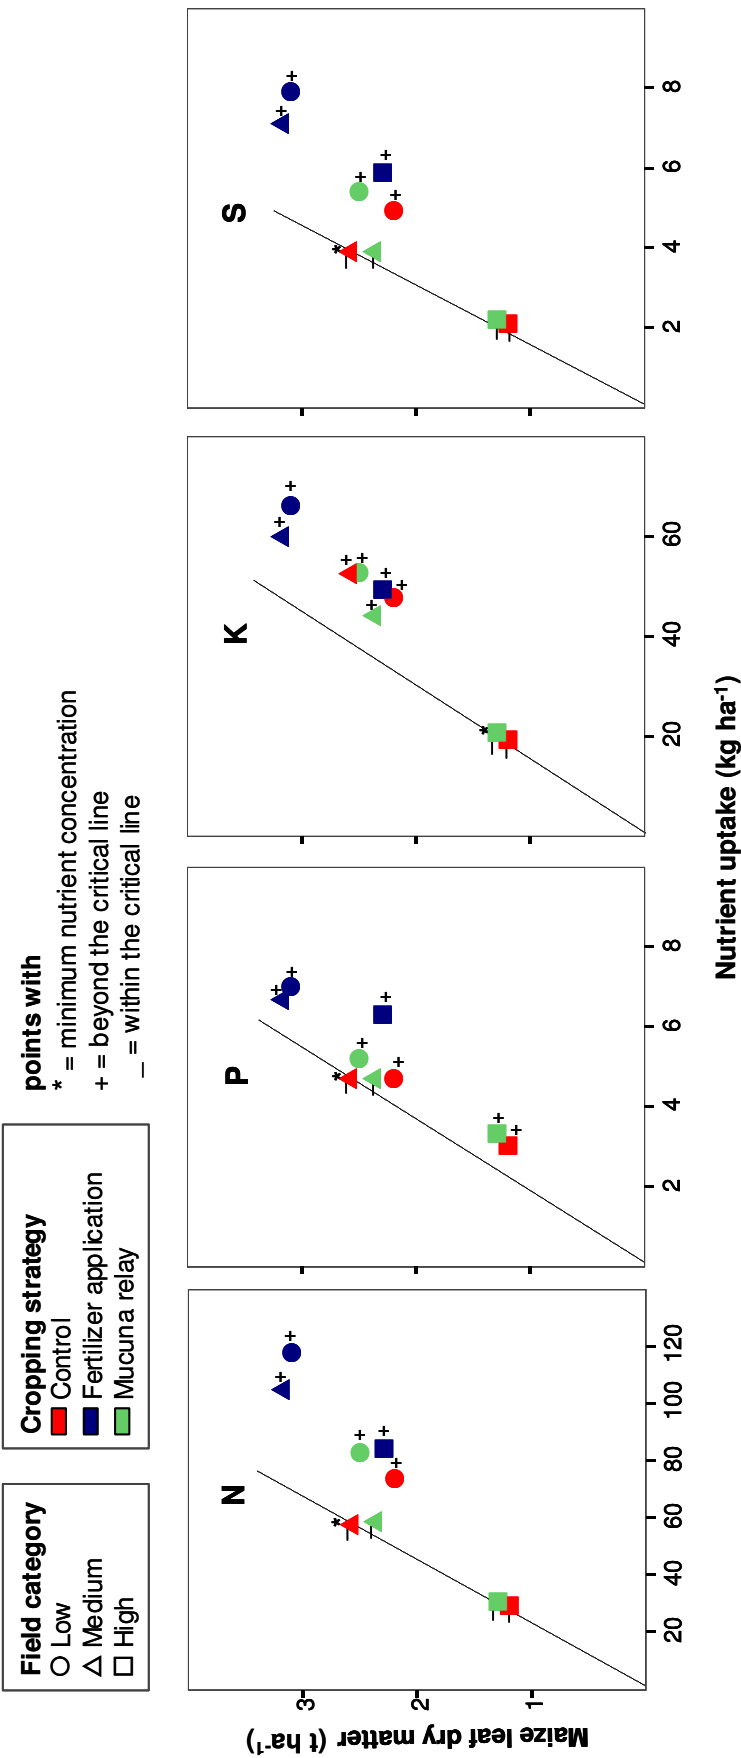 Field category
Low
Medium
High
Cropping strategy
Control
Fertilizer application
Mucuna relay
points with
* = minimum nutrient concentration
+ = beyond the critical line
_ = within the critical line
N
P
K
S
Maize leaf dry matter (t ha-1)
3
2
1
20 40 60 80 100 120
2 4 6 8
20 40 60
2 4 6 8
Nutrient uptake (kg ha-1)